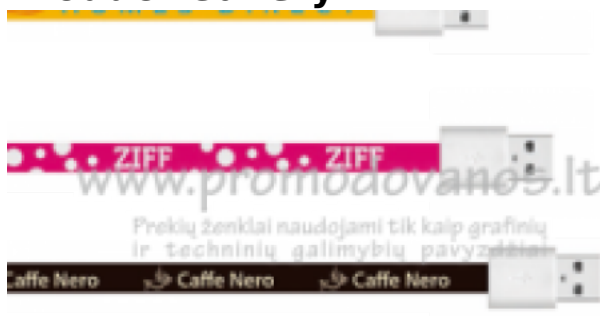 ZIFF ZIFF
www.promodovanos.lt
Prekių ženklai naudojami tik kaip grafinių
ir techninių galimybių pavyzdžiai
Caffe Nero Caffe Nero Caffe Nero